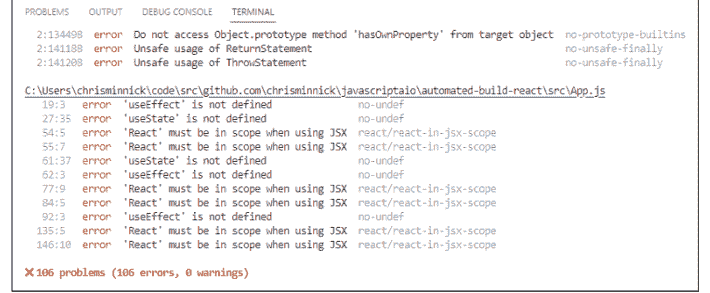 PROBLEMS OUTPUT DEBUG CONSOLE TERMINAL
2:134498 error Do not access Object.prototype method 'hasOwnProperty' from target object no-prototype-builtins
2:141188 error Unsafe usage of ReturnStatement no-unsafe-finally
2:141208 error Unsafe usage of ThrowStatement no-unsafe-finally
C:\Users\chrisminnick\code\src\github.com\chrisminnick\javascriptaio\automated-build-react\src\App.js
19:3 error 'useEffect' is not defined no-undef
27:35 error 'useState' is not defined no-undef
54:5 error 'React' must be in scope when using JSX react/react-in-jsx-scope
55:7 error 'React' must be in scope when using JSX react/react-in-jsx-scope
61:37 error 'useState' is not defined no-undef
62:3 error 'useEffect' is not defined no-undef
77:9 error 'React' must be in scope when using JSX react/react-in-jsx-scope
84:5 error 'React' must be in scope when using JSX react/react-in-jsx-scope
92:3 error 'useEffect' is not defined no-undef
135:5 error 'React' must be in scope when using JSX react/react-in-jsx-scope
146:10 error 'React' must be in scope when using JSX react/react-in-jsx-scope
✖ 106 problems (106 errors, 0 warnings)